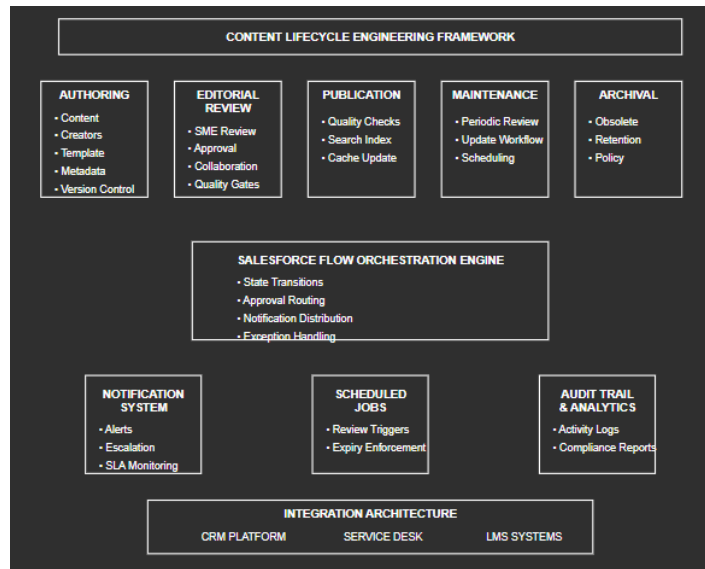 CONTENT LIFECYCLE ENGINEERING FRAMEWORK
AUTHORING
• Content
• Creators
• Template
• Metadata
• Version Control
EDITORIAL
REVIEW
• SME Review
• Approval
• Collaboration
• Quality Gates
PUBLICATION
• Quality Checks
• Search Index
• Cache Update
MAINTENANCE
• Periodic Review
• Update Workflow
• Scheduling
ARCHIVAL
• Obsolete
• Retention
• Policy
SALESFORCE FLOW ORCHESTRATION ENGINE
• State Transitions
• Approval Routing
• Notification Distribution
• Exception Handling
NOTIFICATION
SYSTEM
• Alerts
• Escalation
• SLA Monitoring
SCHEDULED
JOBS
• Review Triggers
• Expiry Enforcement
AUDIT TRAIL
& ANALYTICS
• Activity Logs
• Compliance Reports
INTEGRATION ARCHITECTURE
CRM PLATFORM SERVICE DESK LMS SYSTEMS